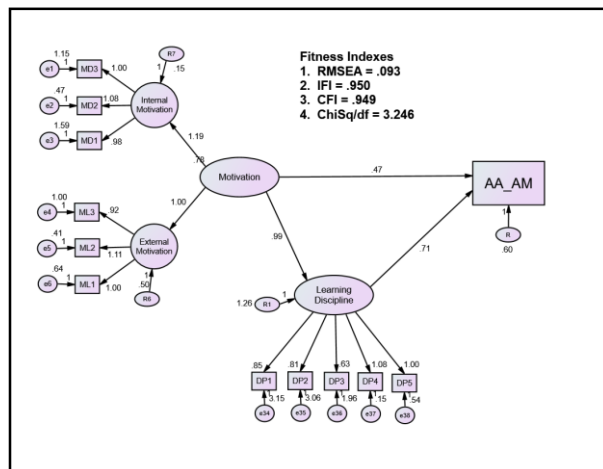 Fitness Indexes
1. RMSEA = .093
2. IFI = .950
3. CFI = .949
4. ChiSq/df = 3.246
1.15
e1
1
MD3
1.00
R7
1
.15
.47
e2
1
MD2
1.08
Internal
Motivation
1.59
e3
1
MD1
.98
1.19
.78
Motivation
.47
AA_AM
1
R
.60
1.00
1.00
e4
1
ML3
.92
.41
e5
1
ML2
1.11
External
Motivation
.64
e6
1
ML1
1.00
1
.50
R6
.99
.71
1.26
R1
1
Learning
Discipline
.85
.81
.63
1.08
1.00
DP1
DP2
DP3
DP4
DP5
1
3.15
1
3.06
1
1.96
1
.15
1
.54
e34
e35
e36
e37
e38